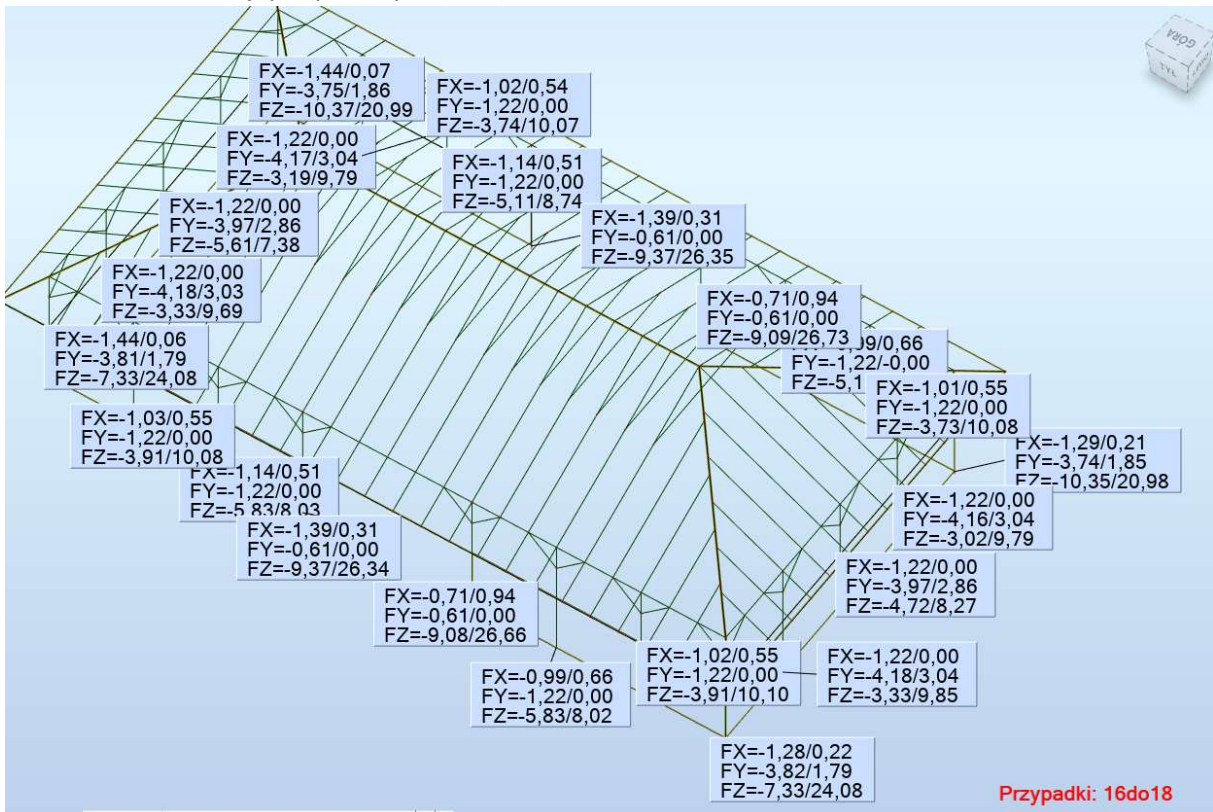 GÓRA
TYŁ
FX=-1,44/0,07
FY=-3,75/1,86
FZ=-10,37/20,99
FX=-1,02/0,54
FY=-1,22/0,00
FZ=-3,74/10,07
FX=-1,22/0,00
FY=-4,17/3,04
FZ=-3,19/9,79
FX=-1,14/0,51
FY=-1,22/0,00
FZ=-5,11/8,74
FX=-1,22/0,00
FY=-3,97/2,86
FZ=-5,61/7,38
FX=-1,39/0,31
FY=-0,61/0,00
FZ=-9,37/26,35
FX=-1,22/0,00
FY=-4,18/3,03
FZ=-3,33/9,69
FX=-0,71/0,94
FY=-0,61/0,00
FZ=-9,09/26,73
FX=-1,44/0,06
FY=-3,81/1,79
FZ=-7,33/24,08
9/0,66
FY=-1,22/-0,00
FZ=-5,1
FX=-1,01/0,55
FY=-1,22/0,00
FZ=-3,73/10,08
FX=-1,03/0,55
FY=-1,22/0,00
FZ=-3,91/10,08
FX=-1,29/0,21
FY=-3,74/1,85
FZ=-10,35/20,98
FX=-1,14/0,51
FY=-1,22/0,00
FZ=-5,83/8,03
FX=-1,22/0,00
FY=-4,16/3,04
FZ=-3,02/9,79
FX=-1,39/0,31
FY=-0,61/0,00
FZ=-9,37/26,34
FX=-1,22/0,00
FY=-3,97/2,86
FZ=-4,72/8,27
FX=-0,71/0,94
FY=-0,61/0,00
FZ=-9,08/26,66
FX=-1,02/0,55
FY=-1,22/0,00
FZ=-3,91/10,10
FX=-1,22/0,00
FY=-4,18/3,04
FZ=-3,33/9,85
FX=-0,99/0,66
FY=-1,22/0,00
FZ=-5,83/8,02
FX=-1,28/0,22
FY=-3,82/1,79
FZ=-7,33/24,08
Przypadki: 16do18